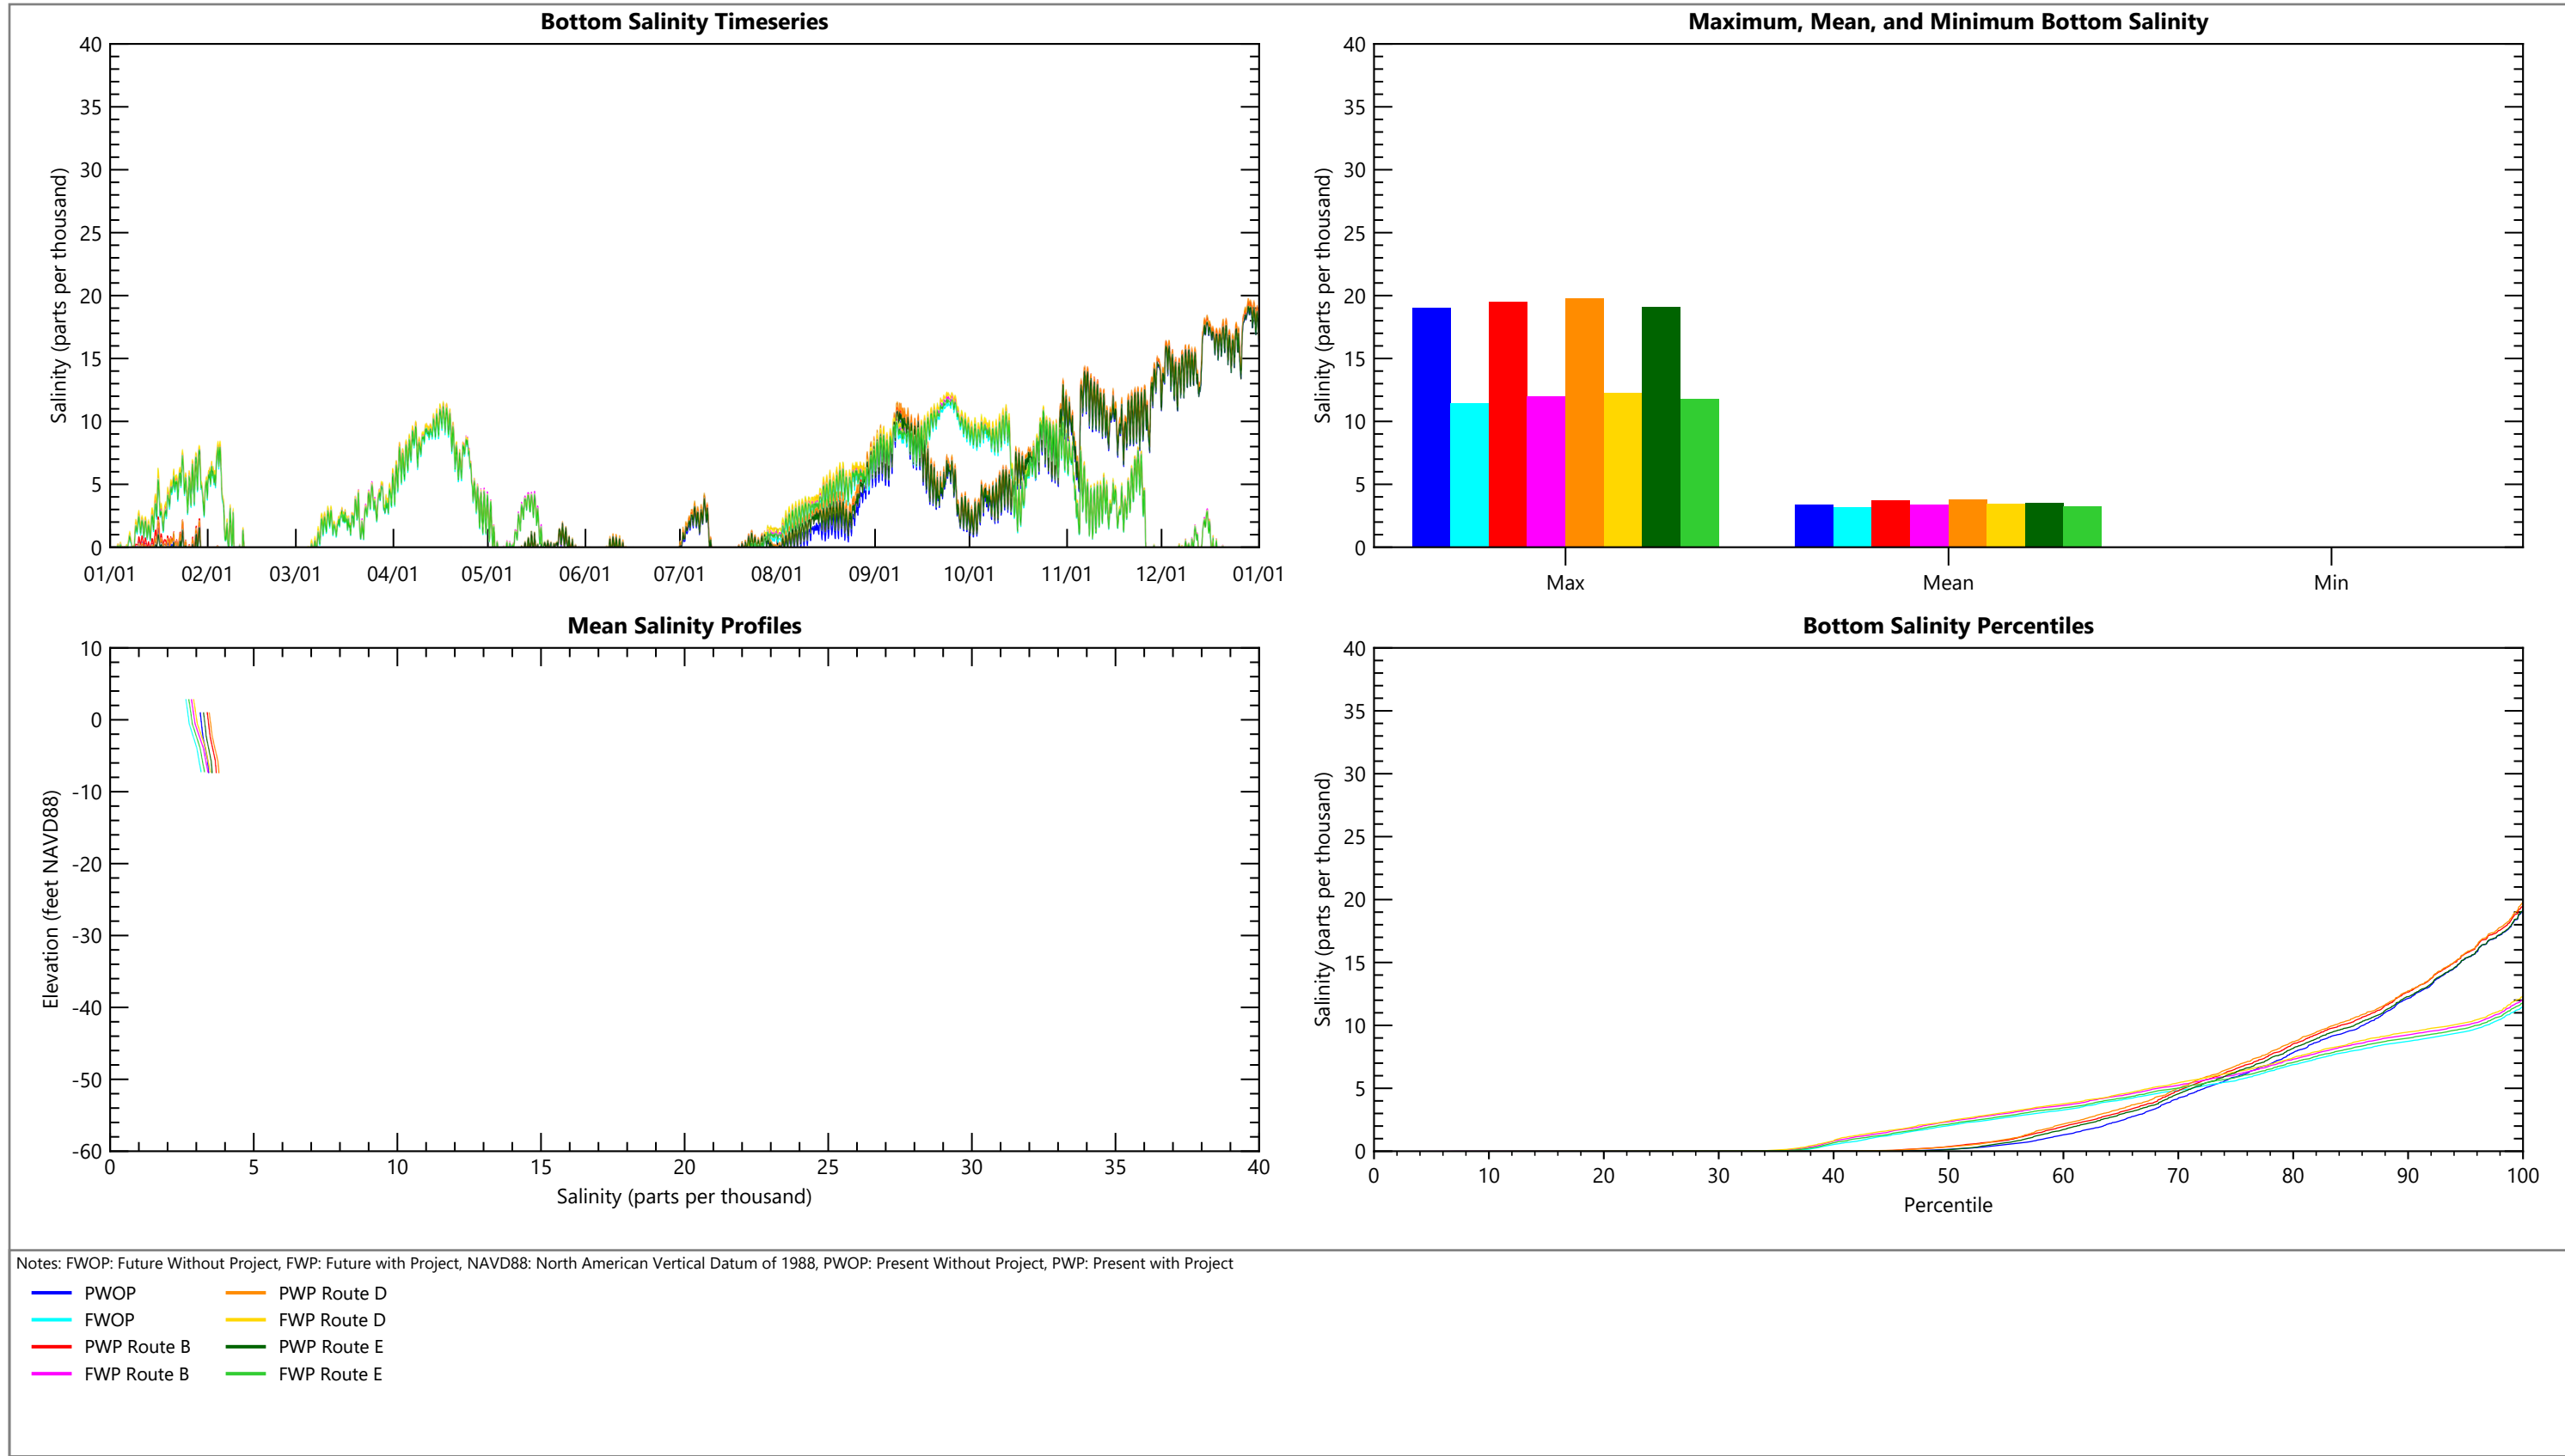 Bottom Salinity Timeseries
40
35
30
25
20
15
10
5
0
Salinity (parts per thousand)
01/01 02/01 03/01 04/01 05/01 06/01 07/01 08/01 09/01 10/01 11/01 12/01 01/01
Maximum, Mean, and Minimum Bottom Salinity
40
35
30
25
20
15
10
5
0
Salinity (parts per thousand)
Max Mean Min
Mean Salinity Profiles
10
0
-10
-20
-30
-40
-50
-60
Elevation (feet NAVD88)
0 5 10 15 20 25 30 35 40
Salinity (parts per thousand)
Bottom Salinity Percentiles
40
35
30
25
20
15
10
5
0
Salinity (parts per thousand)
0 10 20 30 40 50 60 70 80 90 100
Percentile
Notes: FWOP: Future Without Project, FWP: Future with Project, NAVD88: North American Vertical Datum of 1988, PWOP: Present Without Project, PWP: Present with Project
PWOP
FWOP
PWP Route B
FWP Route B
PWP Route D
FWP Route D
PWP Route E
FWP Route E